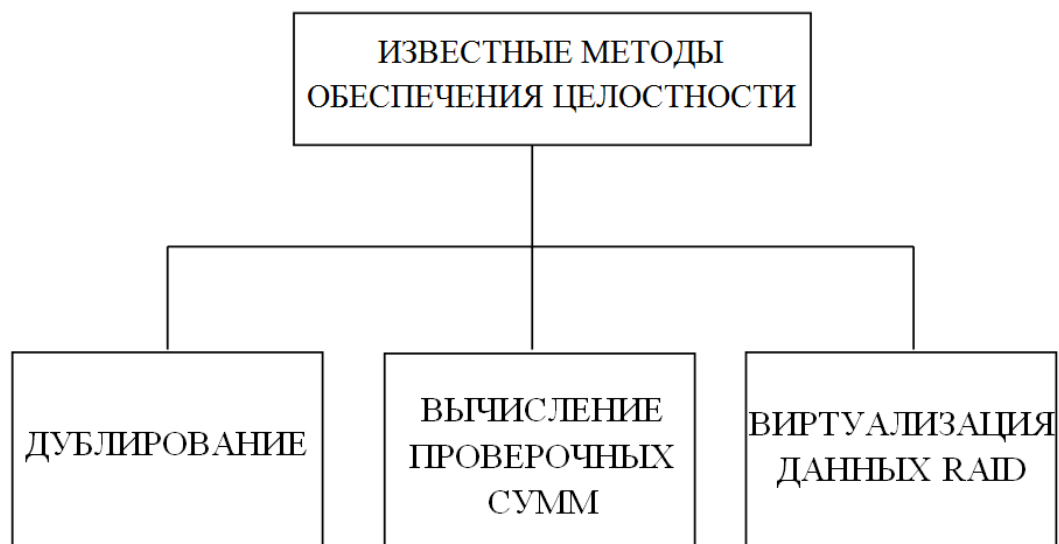 ИЗВЕСТНЫЕ МЕТОДЫ
ОБЕСПЕЧЕНИЯ ЦЕЛОСТНОСТИ
ДУБЛИРОВАНИЕ
ВЫЧИСЛЕНИЕ
ПРОВЕРОЧНЫХ
СУММ
ВИРТУАЛИЗАЦИЯ
ДАННЫХ RAID